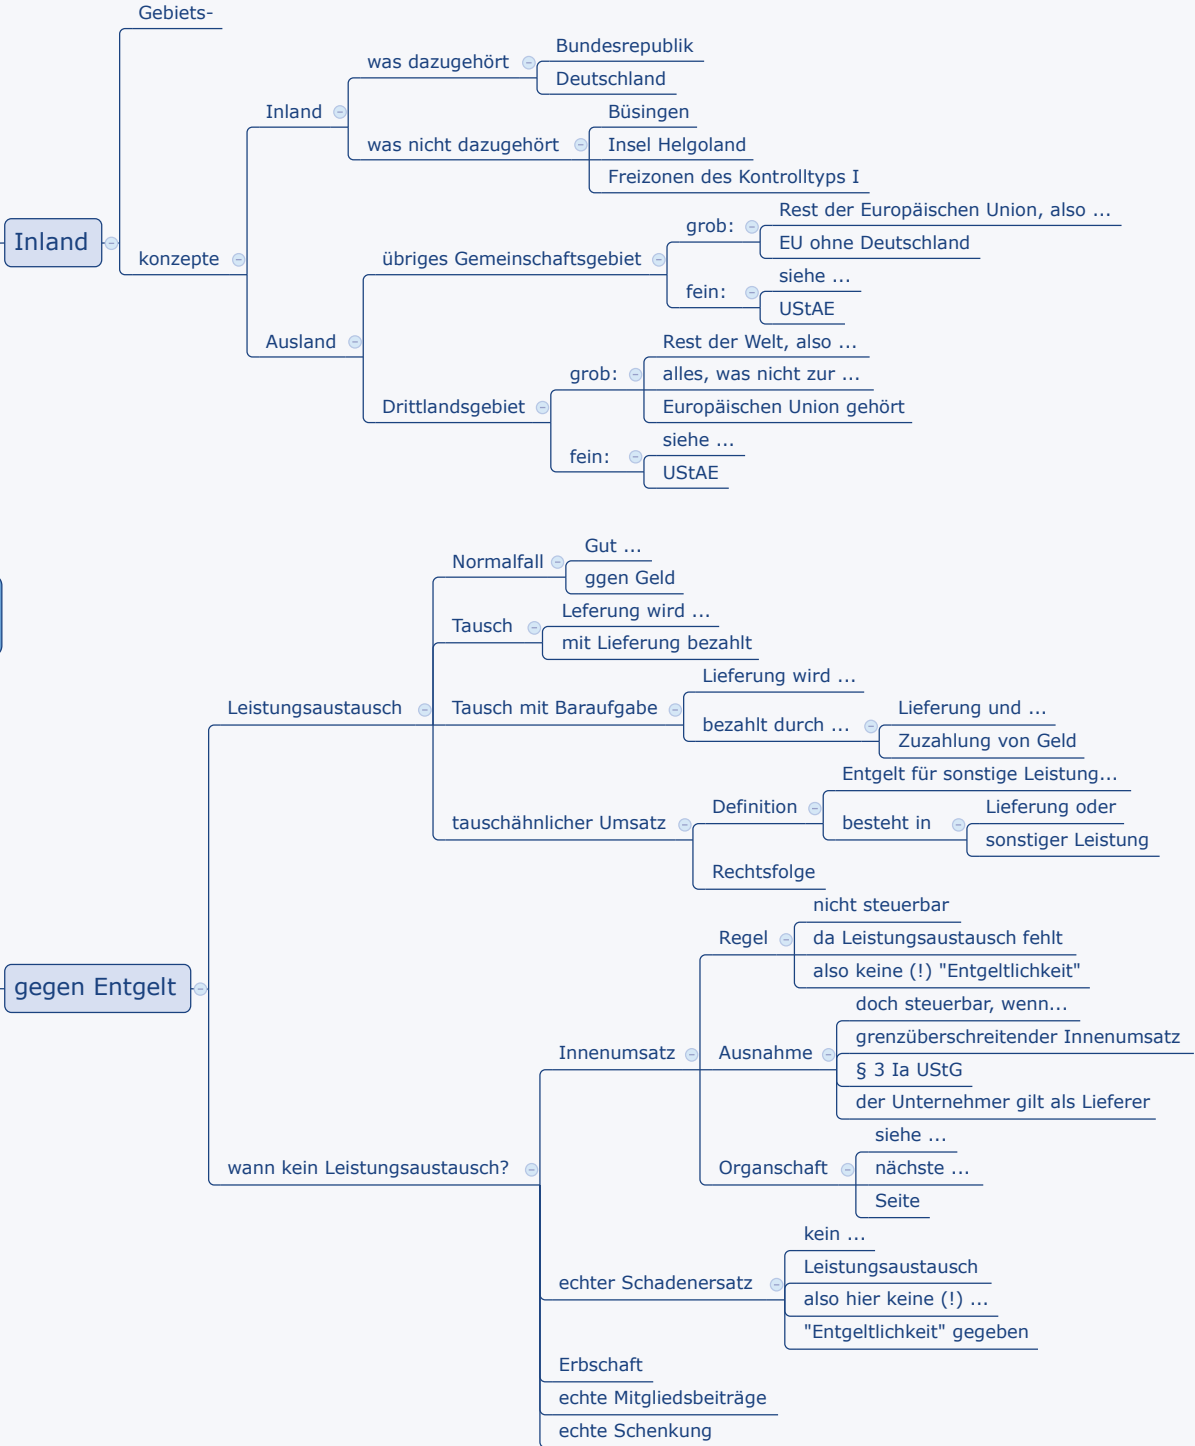 Gebiets-
was dazugehört
Bundesrepublik
Deutschland
Inland
was nicht dazugehört
Büsingen
Insel Helgoland
Freizonen des Kontrolltyps I
Inland
konzepte
übriges Gemeinschaftsgebiet
grob:
Rest der Europäischen Union, also ...
EU ohne Deutschland
fein:
siehe ...
UStAE
Ausland
Drittlandsgebiet
grob:
Rest der Welt, also ...
alles, was nicht zur ...
Europäischen Union gehört
fein:
siehe ...
UStAE
Normalfall
Gut ...
ggen Geld
Tausch
Leferung wird ...
mit Lieferung bezahlt
Leistungsaustausch
Tausch mit Baraufgabe
Lieferung wird ...
bezahlt durch ...
Lieferung und ...
Zuzahlung von Geld
tauschähnlicher Umsatz
Definition
Entgelt für sonstige Leistung...
besteht in
Lieferung oder
sonstiger Leistung
Rechtsfolge
gegen Entgelt
Innenumsatz
Regel
nicht steuerbar
da Leistungsaustausch fehlt
also keine (!) "Entgeltlichkeit"
Ausnahme
doch steuerbar, wenn...
grenzüberschreitender Innenumsatz
§ 3 Ia UStG
der Unternehmer gilt als Lieferer
Organschaft
siehe ...
nächste ...
Seite
wann kein Leistungsaustausch?
echter Schadenersatz
kein ...
Leistungsaustausch
also hier keine (!) ...
"Entgeltlichkeit" gegeben
Erbschaft
echte Mitgliedsbeiträge
echte Schenkung